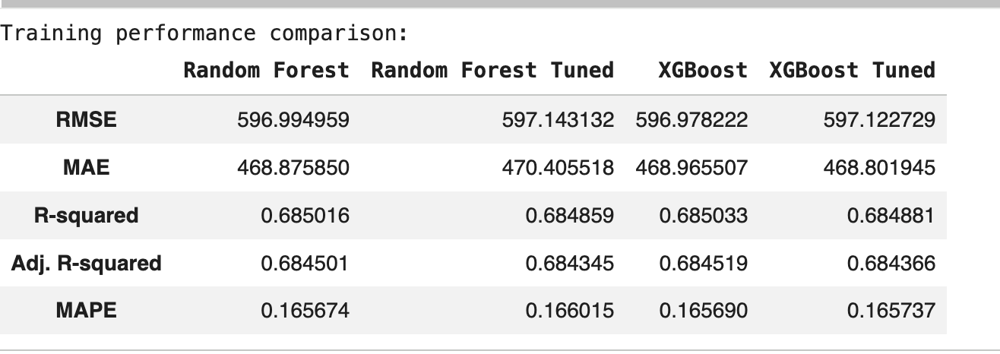 Training performance comparison:
Random Forest Random Forest Tuned XGBoost XGBoost Tuned
RMSE 596.994959 597.143132 596.978222 597.122729
MAE 468.875850 470.405518 468.965507 468.801945
R-squared 0.685016 0.684859 0.685033 0.684881
Adj. R-squared 0.684501 0.684345 0.684519 0.684366
MAPE 0.165674 0.166015 0.165690 0.165737